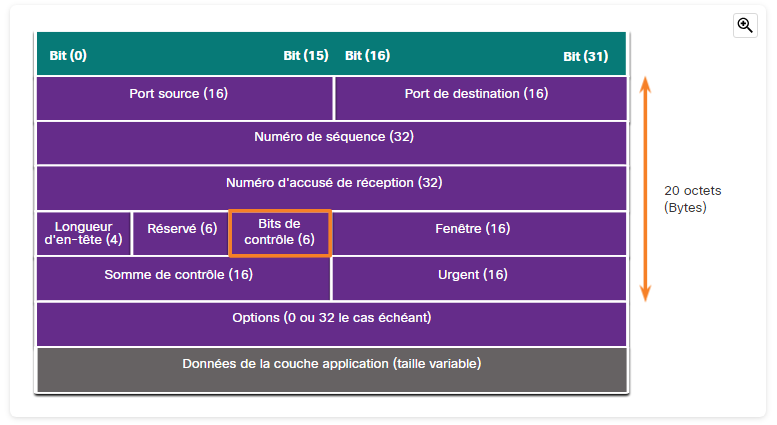 Bit (0) Bit (15) Bit (16) Bit (31)
Port source (16) Port de destination (16)
Numéro de séquence (32)
Numéro d'accusé de réception (32)
20 octets
(Bytes)
Longueur
d'en-tête (4)
Réservé (6)
Bits de
contrôle (6)
Fenêtre (16)
Somme de contrôle (16) Urgent (16)
Options (0 ou 32 le cas échéant)
Données de la couche application (taille variable)